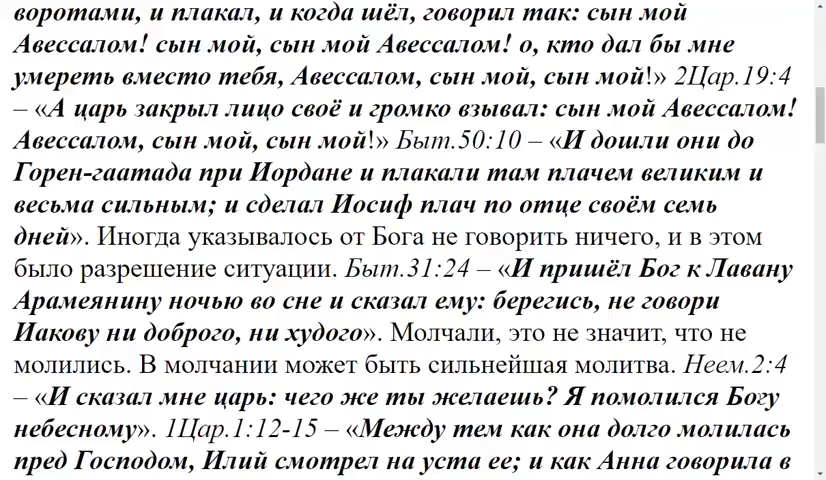 воротами, и плакал, и когда шёл, говорил так: сын мой
Авессалом! сын мой, сын мой Авессалом! о, кто дал бы мне
умереть вместо тебя, Авессалом, сын мой, сын мой!» 2Цар.19:4
– «А царь закрыл лицо своё и громко взывал: сын мой Авессалом!
Авессалом, сын мой, сын мой!» Быт.50:10 – «И дошли они до
Горен-гаатада при Иордане и плакали там плачем великим и
весьма сильным; и сделал Иосиф плач по отце своём семь
дней». Иногда указывалось от Бога не говорить ничего, и в этом
было разрешение ситуации. Быт.31:24 – «И пришёл Бог к Лавану
Арамеянину ночью во сне и сказал ему: берегись, не говори
Иакову ни доброго, ни худого». Молчали, это не значит, что не
молились. В молчании может быть сильнейшая молитва. Неем.2:4
– «И сказал мне царь: чего же ты желаешь? Я помолился Богу
небесному». 1Цар.1:12-15 – «Между тем как она долго молилась
пред Господом, Илий смотрел на уста ее; и как Анна говорила в